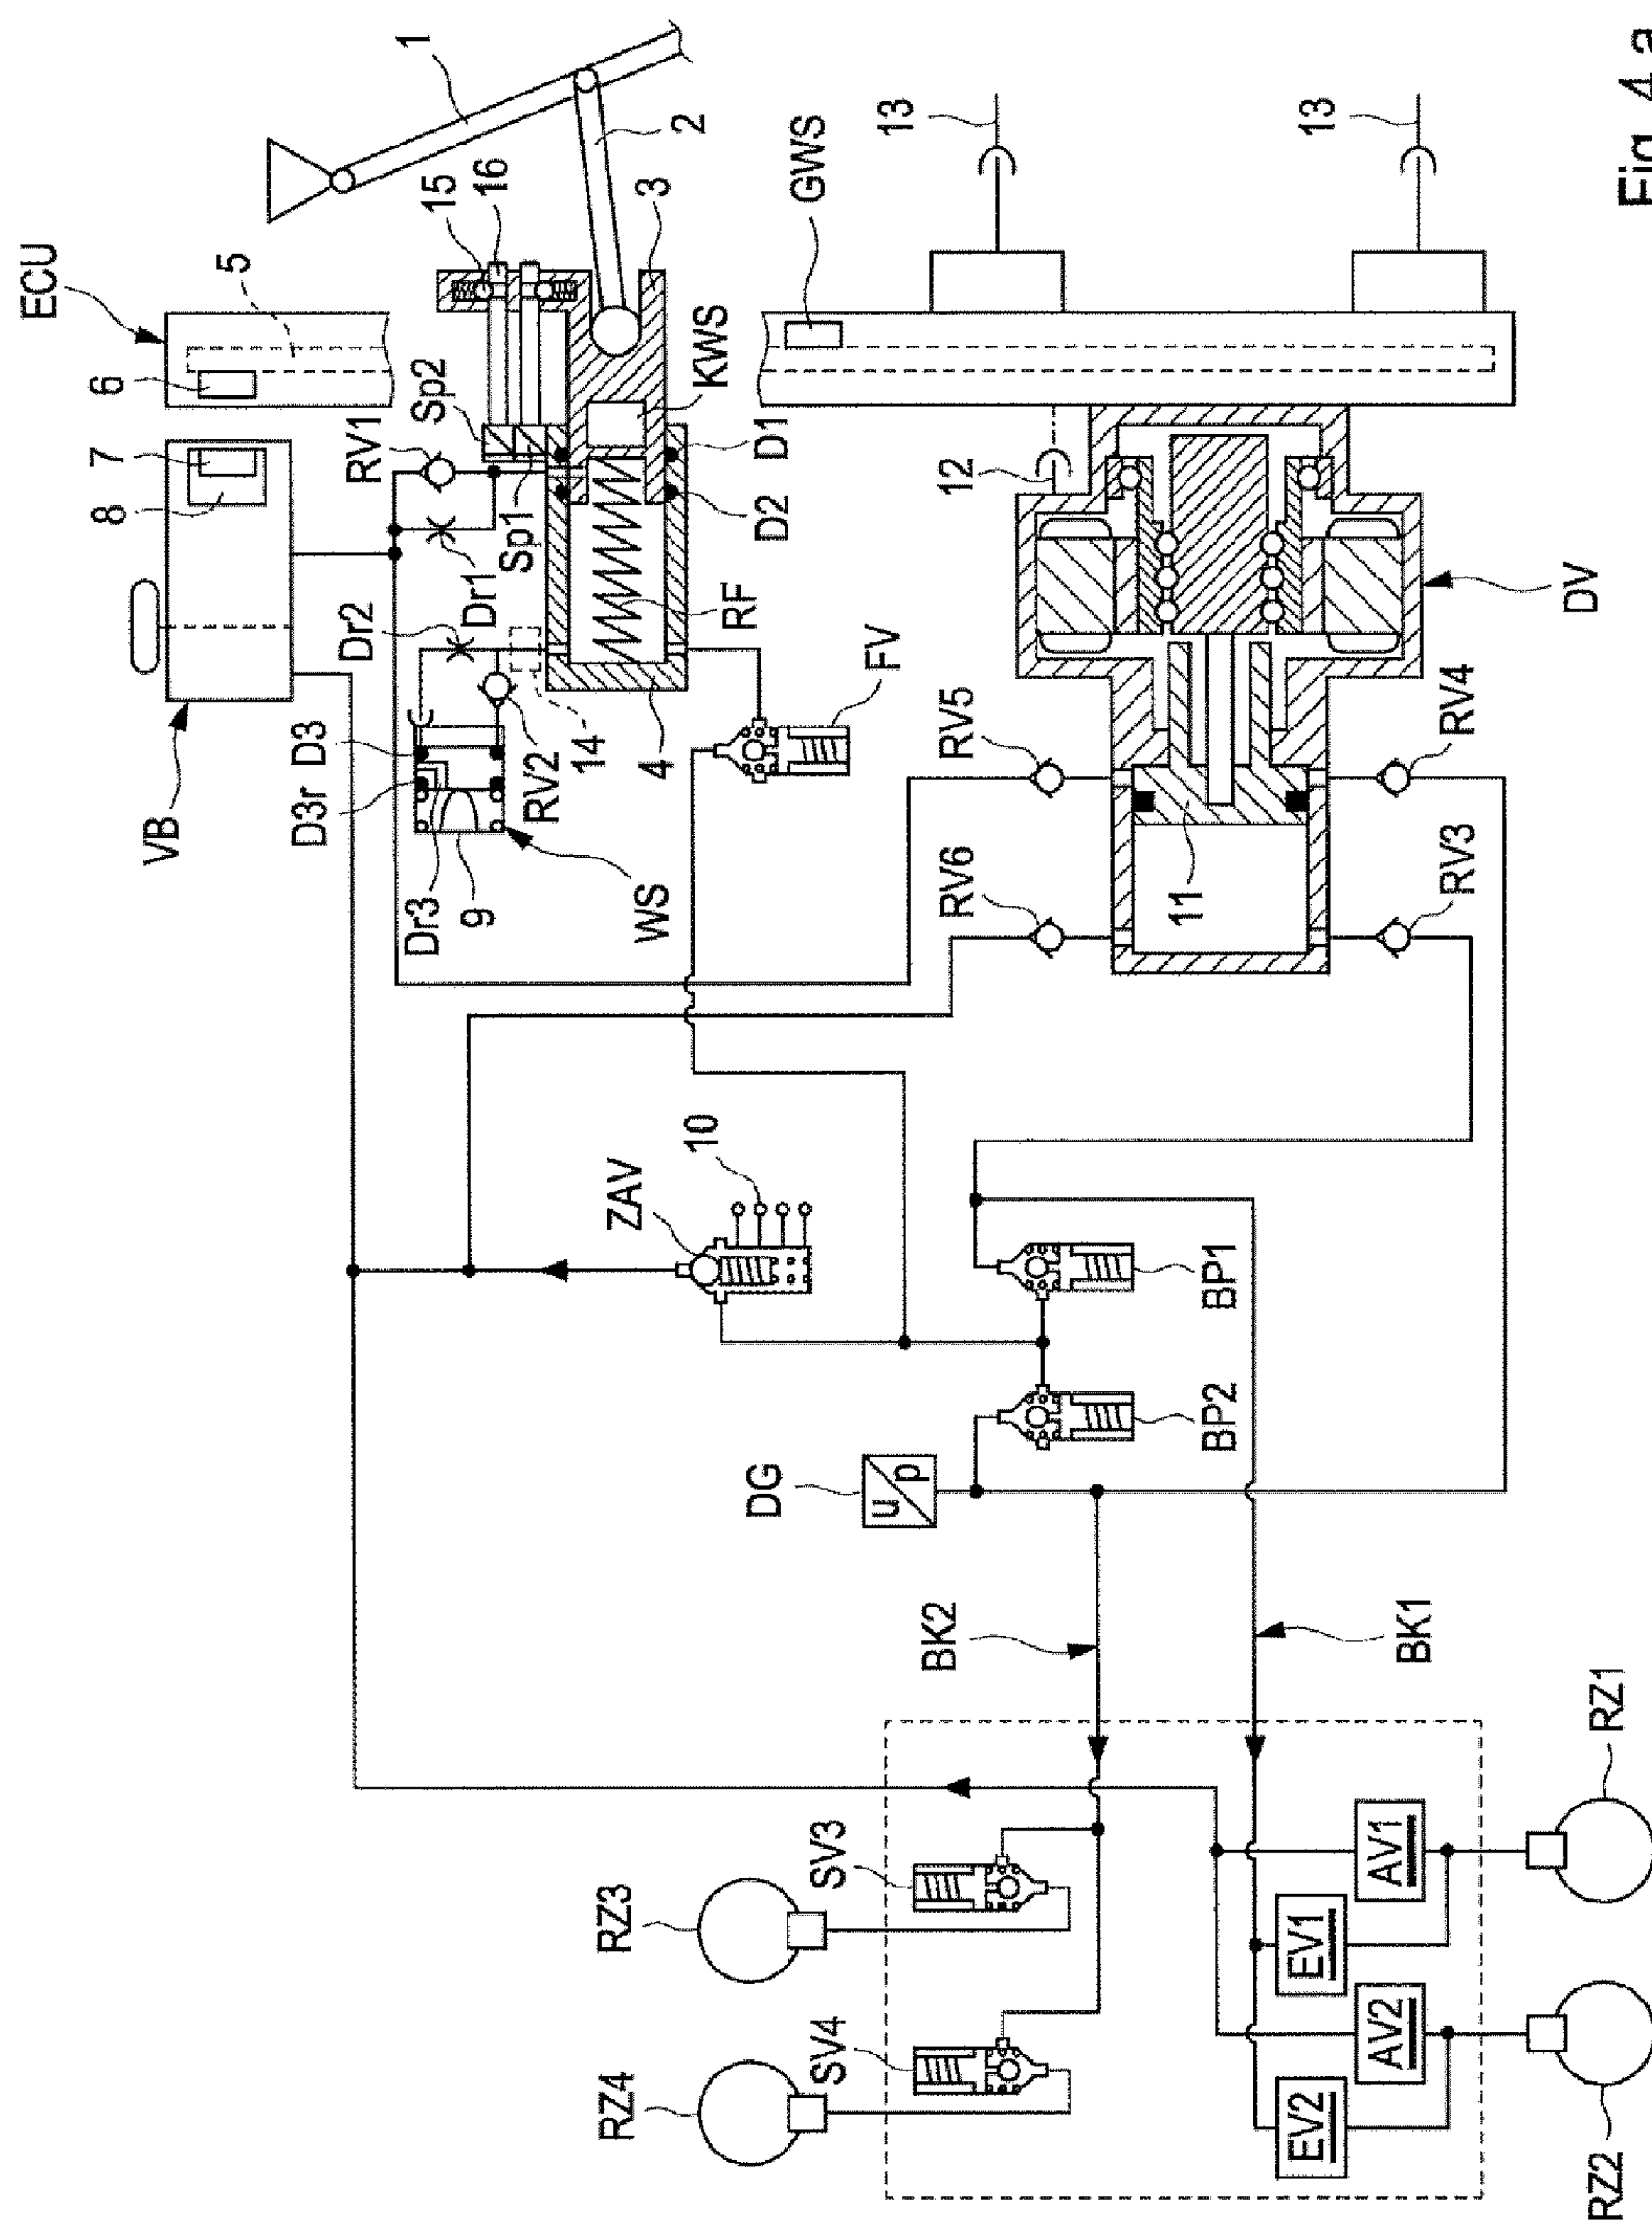 Fig. 4 a
1
2
3
13
13
15
16
GWS
ECU
5
6
7
8
RV1
Sp2
Sp1
KWS
D1
D2
12
DV
Dr1
Dr2
RF
FV
VB
D3
D3r
Dr3
9
WS
RV2
14
4
RV5
RV4
RV6
RV3
11
ZAV
10
BP1
BP2
DG
u
p
BK2
BK1
RZ3
SV3
AV1
EV1
RZ1
RZ4
SV4
AV2
EV2
RZ2